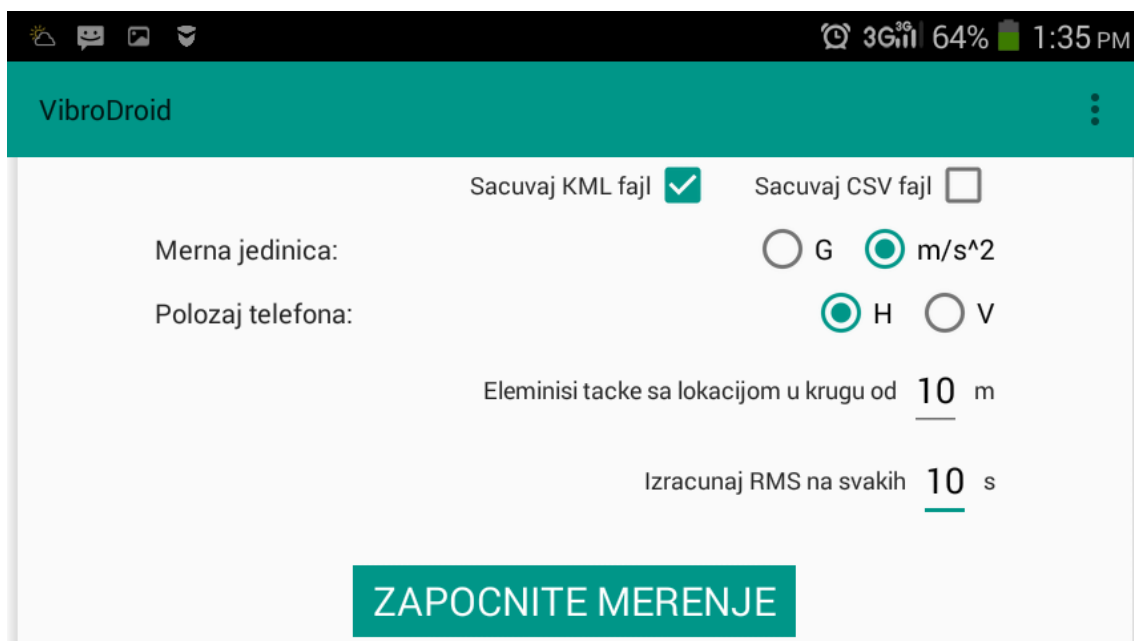 3G 3G 64% 1:35 PM
VibroDroid
Sacuvaj KML fajl Sacuvaj CSV fajl
Merna jedinica: G m/s^2
Polozaj telefona: H V
Eleminisi tacke sa lokacijom u krugu od 10 m
Izracunaj RMS na svakih 10 s
ZAPOCNITE MERENJE